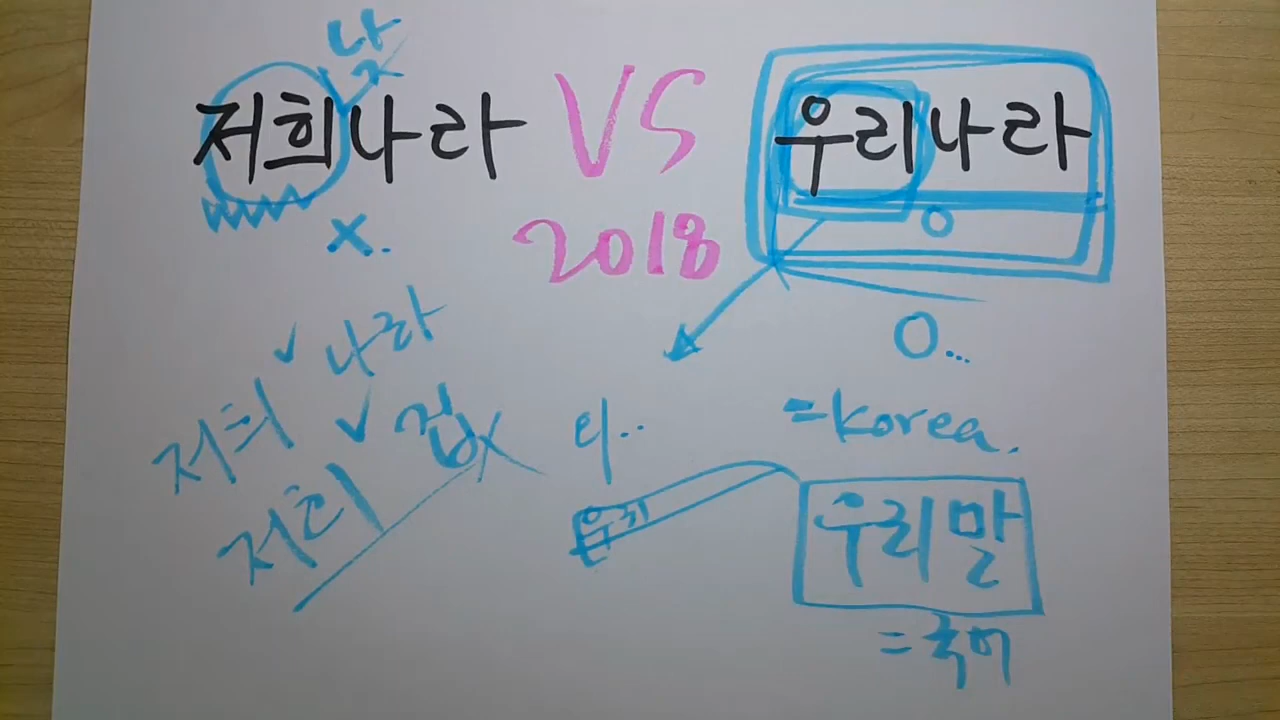 낮
저희나라 VS 우리나라
X. 2018 O
O...
저희 ✓ 나라
저희 ✓ 겁 X
=korea.
우리
우리말
=국어